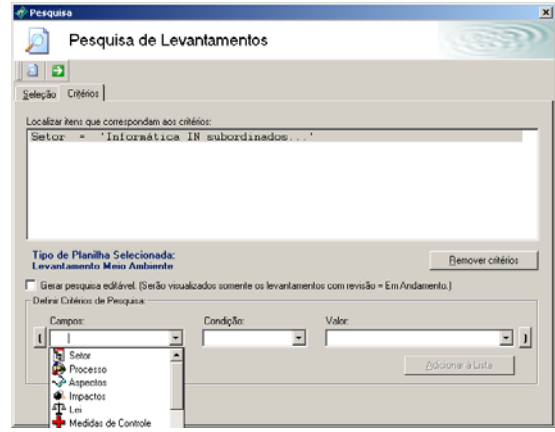 Pesquisa
Pesquisa de Levantamentos
Seleção Critérios
Localizar itens que correspondam aos critérios:
Setor = 'Informática IN subordinados...'
Tipo de Planilha Selecionada:
Levantamento Meio Ambiente
Remover critérios
Gerar pesquisa editável. (Serão visualizados somente os levantamentos com revisão = Em Andamento.)
Definir Critérios de Pesquisa:
Campos: Condição: Valor:
( )
Adicionar à Lista
Setor
Processo
Aspectos
Impactos
Lei
Medidas de Controle